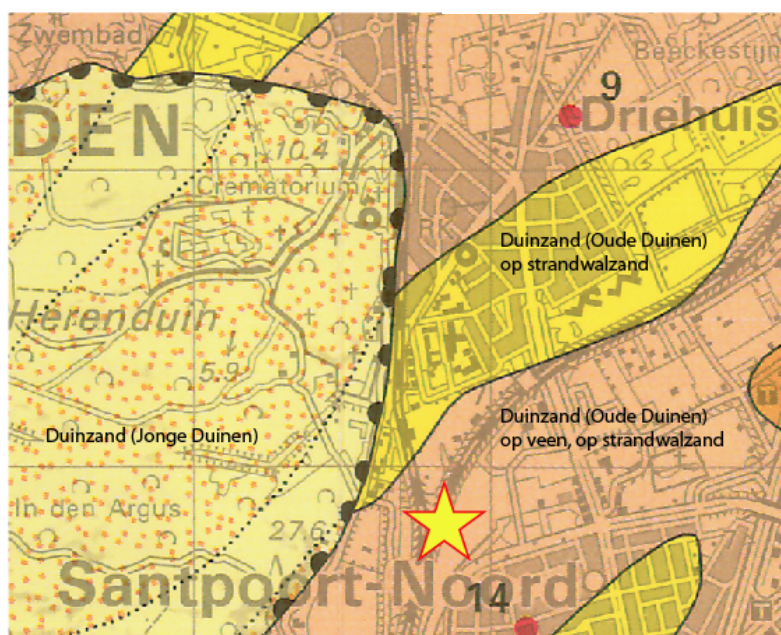 Zwembad
Beeckestijn
9
DEN
Driehuis
10.4
Crematorium
Duinzand (Oude Duinen)
op strandwalzand
Herenduin
5.9
Duinzand (Jonge Duinen)
Duinzand (Oude Duinen)
op veen, op strandwalzand
T
In den Argus
27.6
Santpoort-Noord
14
T